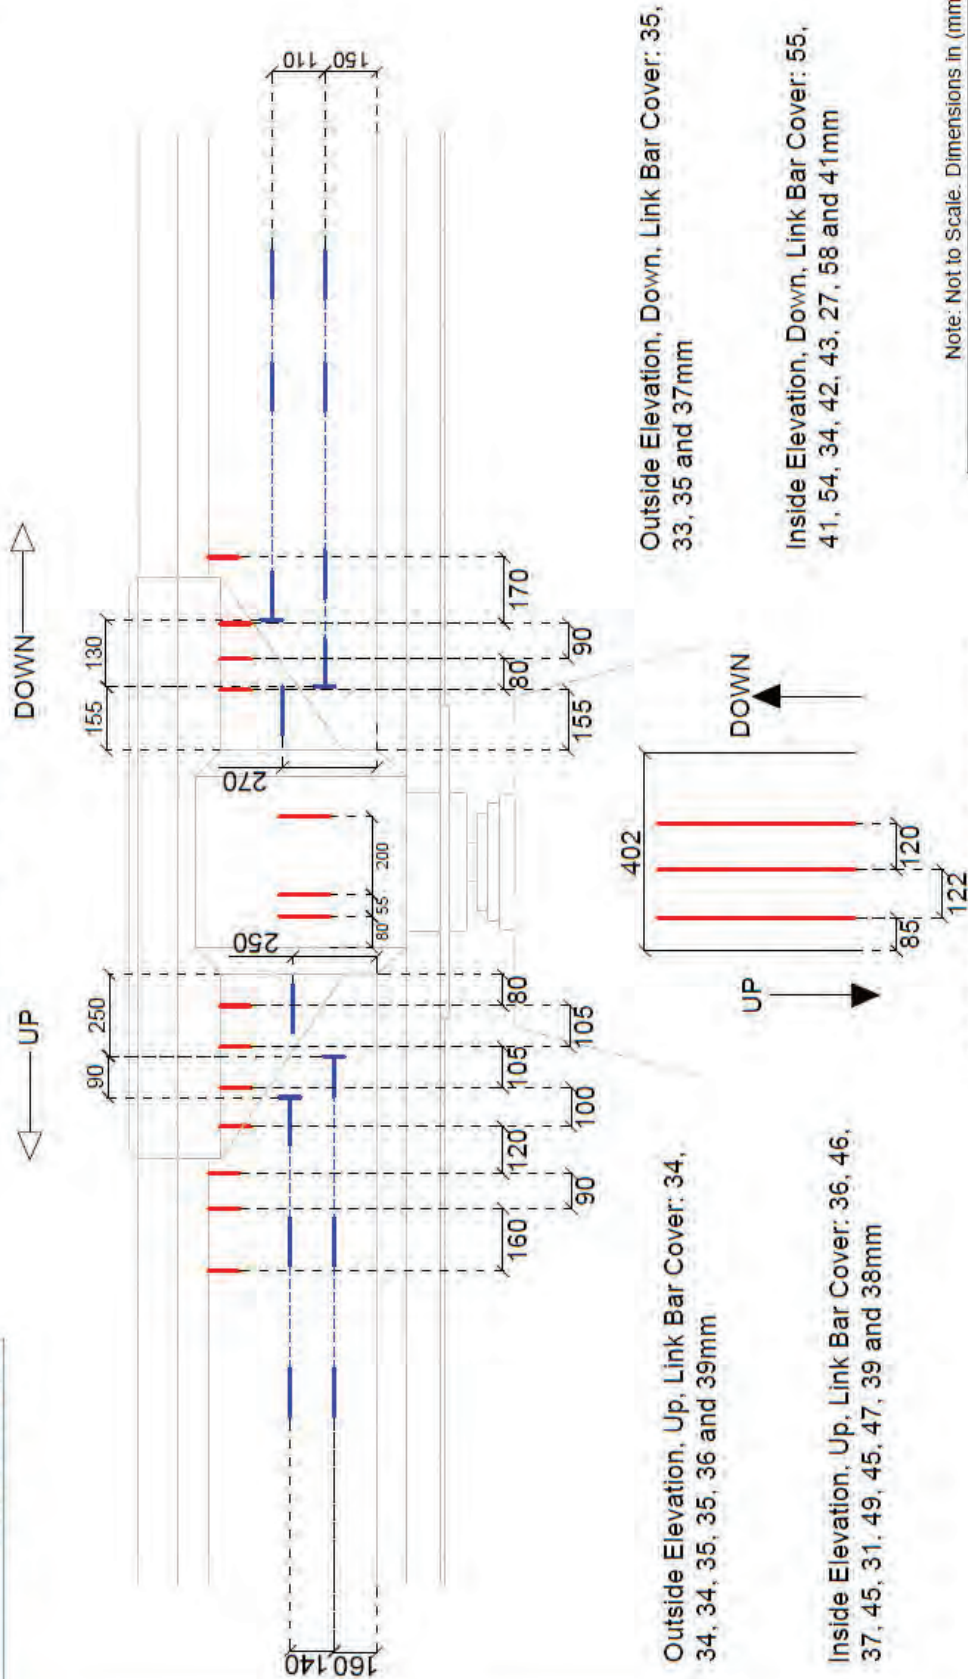 UP
DOWN
90
250
155
130
110
150
250
270
80
55
200
140
160
160
90
120
100
105
105
80
155
80
90
170
402
UP
DOWN
85
122
120
Outside Elevation, Up, Link Bar Cover: 34,
34, 34, 35, 35, 36 and 39mm
Inside Elevation, Up, Link Bar Cover: 36, 46,
37, 45, 31, 49, 45, 47, 39 and 38mm
Outside Elevation, Down, Link Bar Cover: 35,
33, 35 and 37mm
Inside Elevation, Down, Link Bar Cover: 55,
41, 54, 34, 42, 43, 27, 58 and 41mm
Note: Not to Scale. Dimensions in (mm